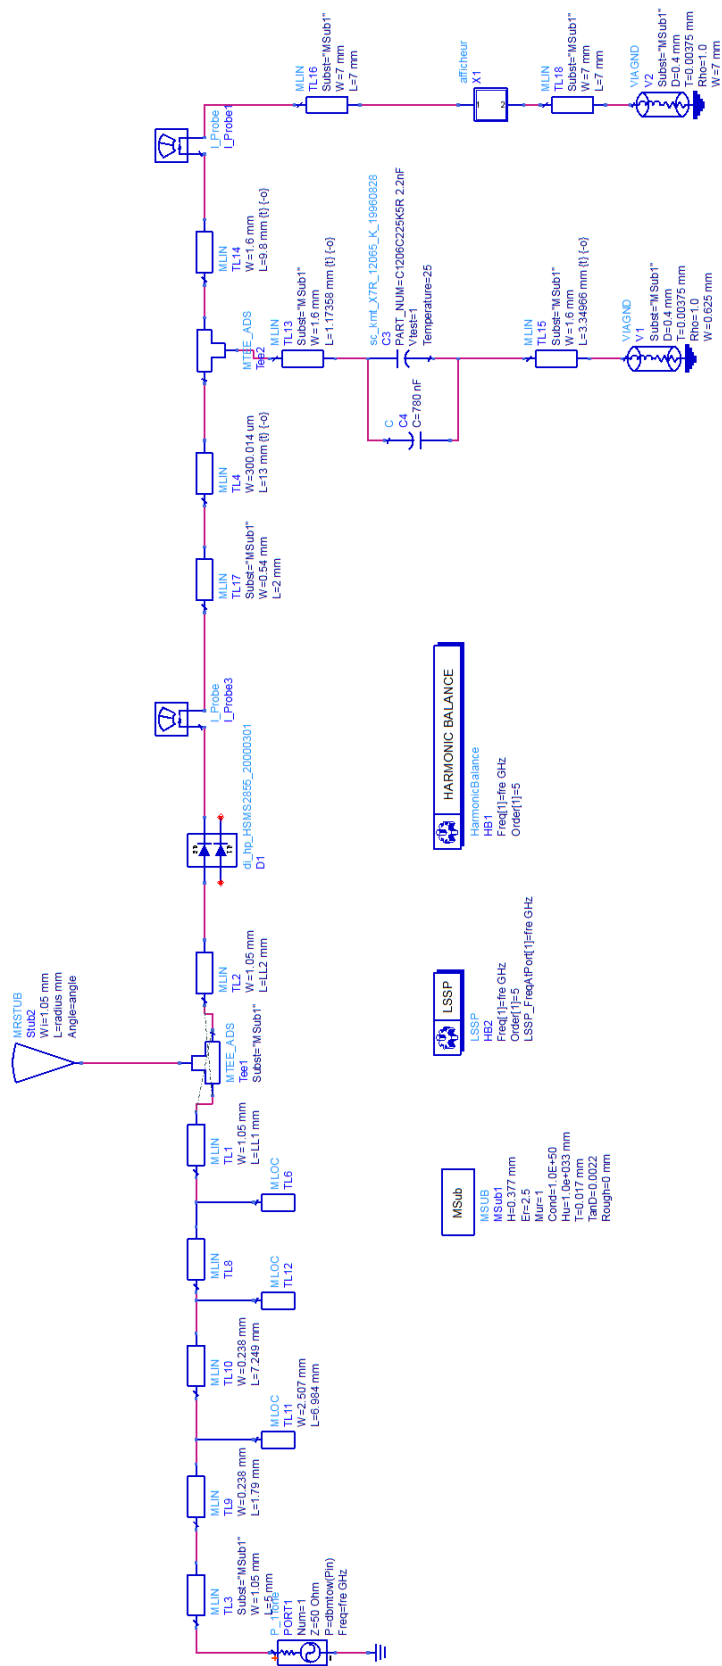 MLIN
TL3
Subst="MSub1"
W=1.05 mm
L=5 mm
P_1Tone
PORT1
Num=1
Z=50 Ohm
P=dbmtow(Pin)
Freq=fre GHz
MLIN
TL9
W=0.238 mm
L=1.79 mm
MLOC
TL11
W=2.507 mm
L=6.984 mm
MLIN
TL10
W=0.238 mm
L=7.249 mm
MLOC
TL12
MLIN
TL8
MLOC
TL6
MLIN
TL1
W=1.05 mm
L=LL1 mm
MRSTUB
Stub2
Wi=1.05 mm
L=radius mm
Angle=angle
MTEE_ADS
Tee1
Subst="MSub1"
MLIN
TL2
W=1.05 mm
L=LL2 mm
di_hp_HSMS2855_20000301
D1
I_Probe
I_Probe3
MLIN
TL17
Subst="MSub1"
W=0.54 mm
L=2 mm
MLIN
TL4
W=300.014 um
L=13 mm {t} {-o}
MTEE_ADS
Tee2
MLIN
TL14
W=1.6 mm
L=9.8 mm {t} {-o}
I_Probe
I_Probe1
MLIN
TL13
Subst="MSub1"
W=1.6 mm
L=1.17358 mm {t} {-o}
C
C4
C=780 nF
sc_kmt_X7R_12065_K_19960828
C3
PART_NUM=C1206C225K5R 2.2nF
Vtest=1
Temperature=25
MLIN
TL15
Subst="MSub1"
W=1.6 mm
L=3.34966 mm {t} {-o}
VIAGND
V1
Subst="MSub1"
D=0.4 mm
T=0.00375 mm
Rho=1.0
W=0.625 mm
MLIN
TL16
Subst="MSub1"
W=7 mm
L=7 mm
afficheur
X1
1
2
MLIN
TL18
Subst="MSub1"
W=7 mm
L=7 mm
VIAGND
V2
Subst="MSub1"
D=0.4 mm
T=0.00375 mm
Rho=1.0
W=7 mm
MSub
MSUB
MSub1
H=0.377 mm
Er=2.5
Mur=1
Cond=1.0E+50
Hu=1.0e+033 mm
T=0.017 mm
TanD=0.0022
Rough=0 mm
LSSP
LSSP
HB2
Freq[1]=fre GHz
Order[1]=5
LSSP_FreqAtPort[1]=fre GHz
HARMONIC BALANCE
HarmonicBalance
HB1
Freq[1]=fre GHz
Order[1]=5